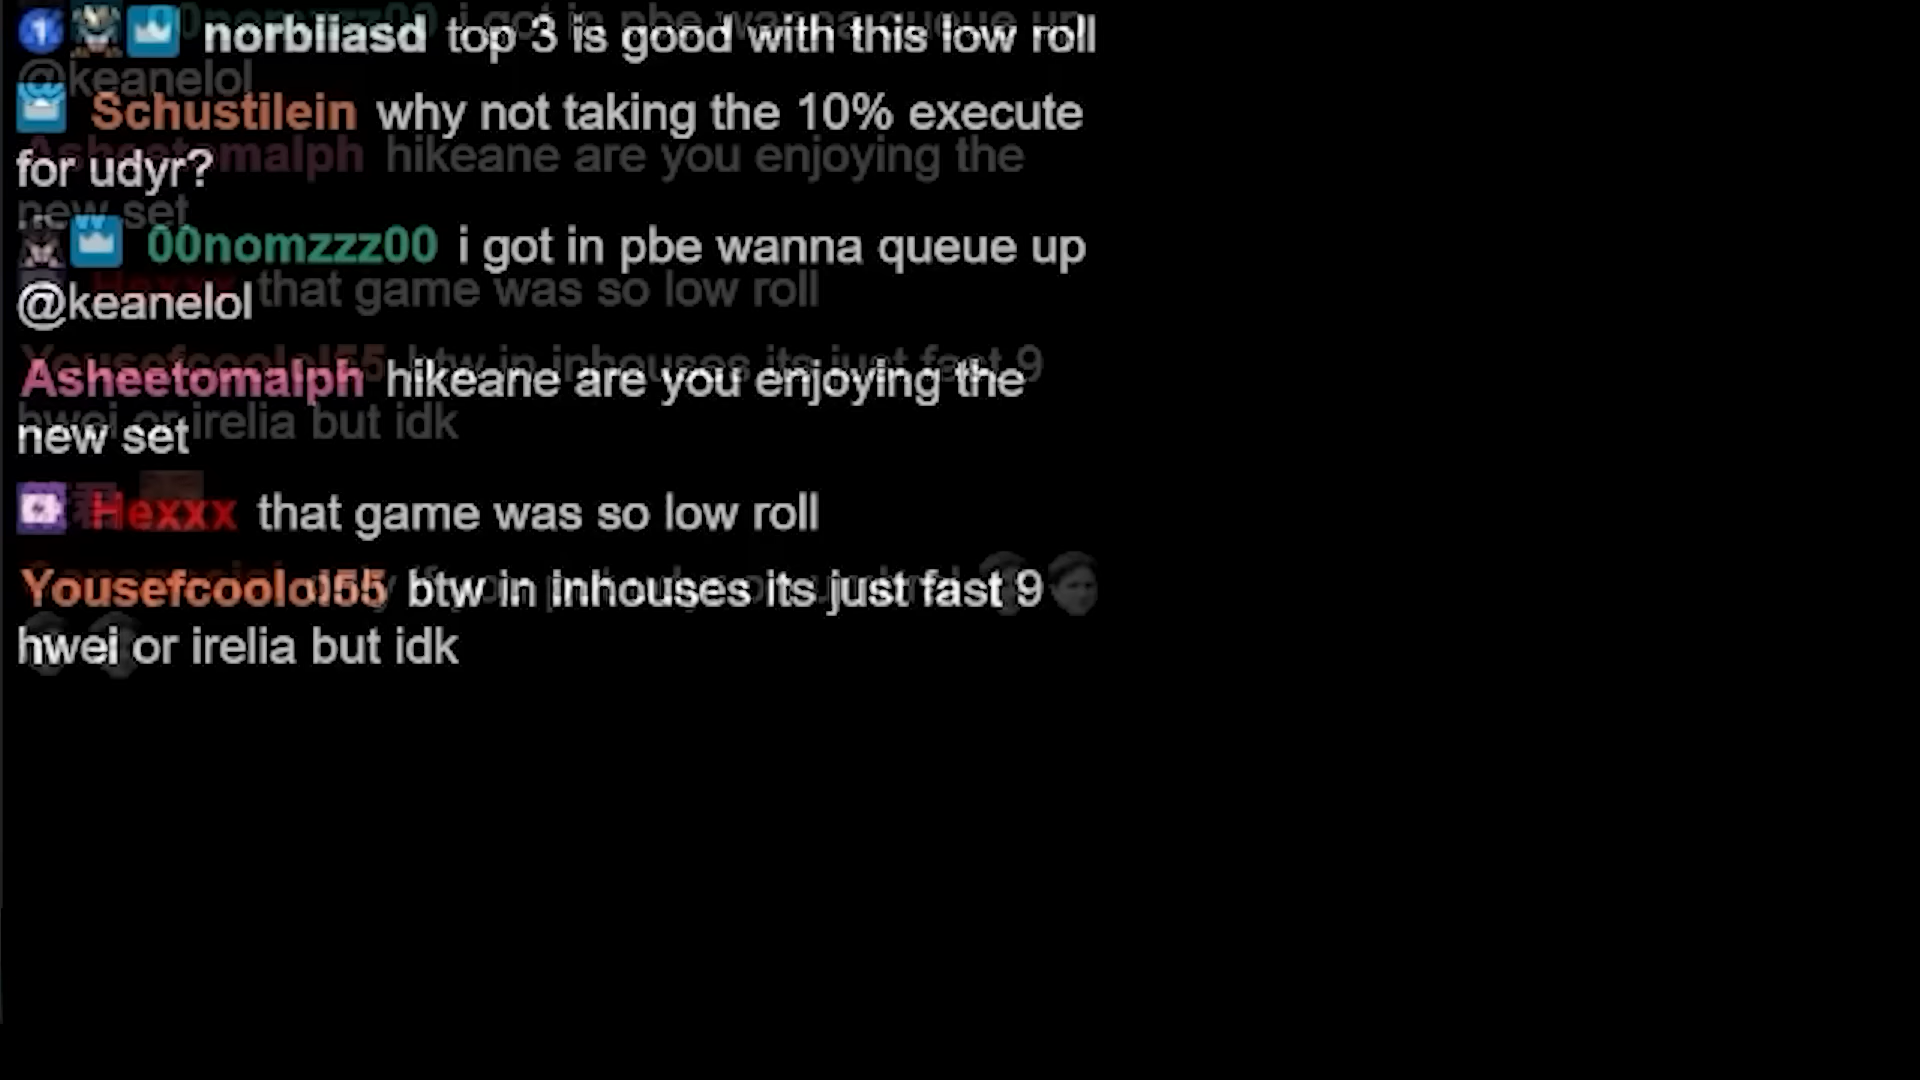 norbiiasd top 3 is good with this low roll
Schustilein why not taking the 10% execute
for udyr?
00nomzzz00 i got in pbe wanna queue up
@keanelol
Asheetomalph hikeane are you enjoying the
new set
Hexxx that game was so low roll
Yousefcoolol55 btw in inhouses its just fast 9
hwei or irelia but idk